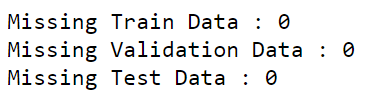 Missing Train Data : 0
Missing Validation Data : 0
Missing Test Data : 0